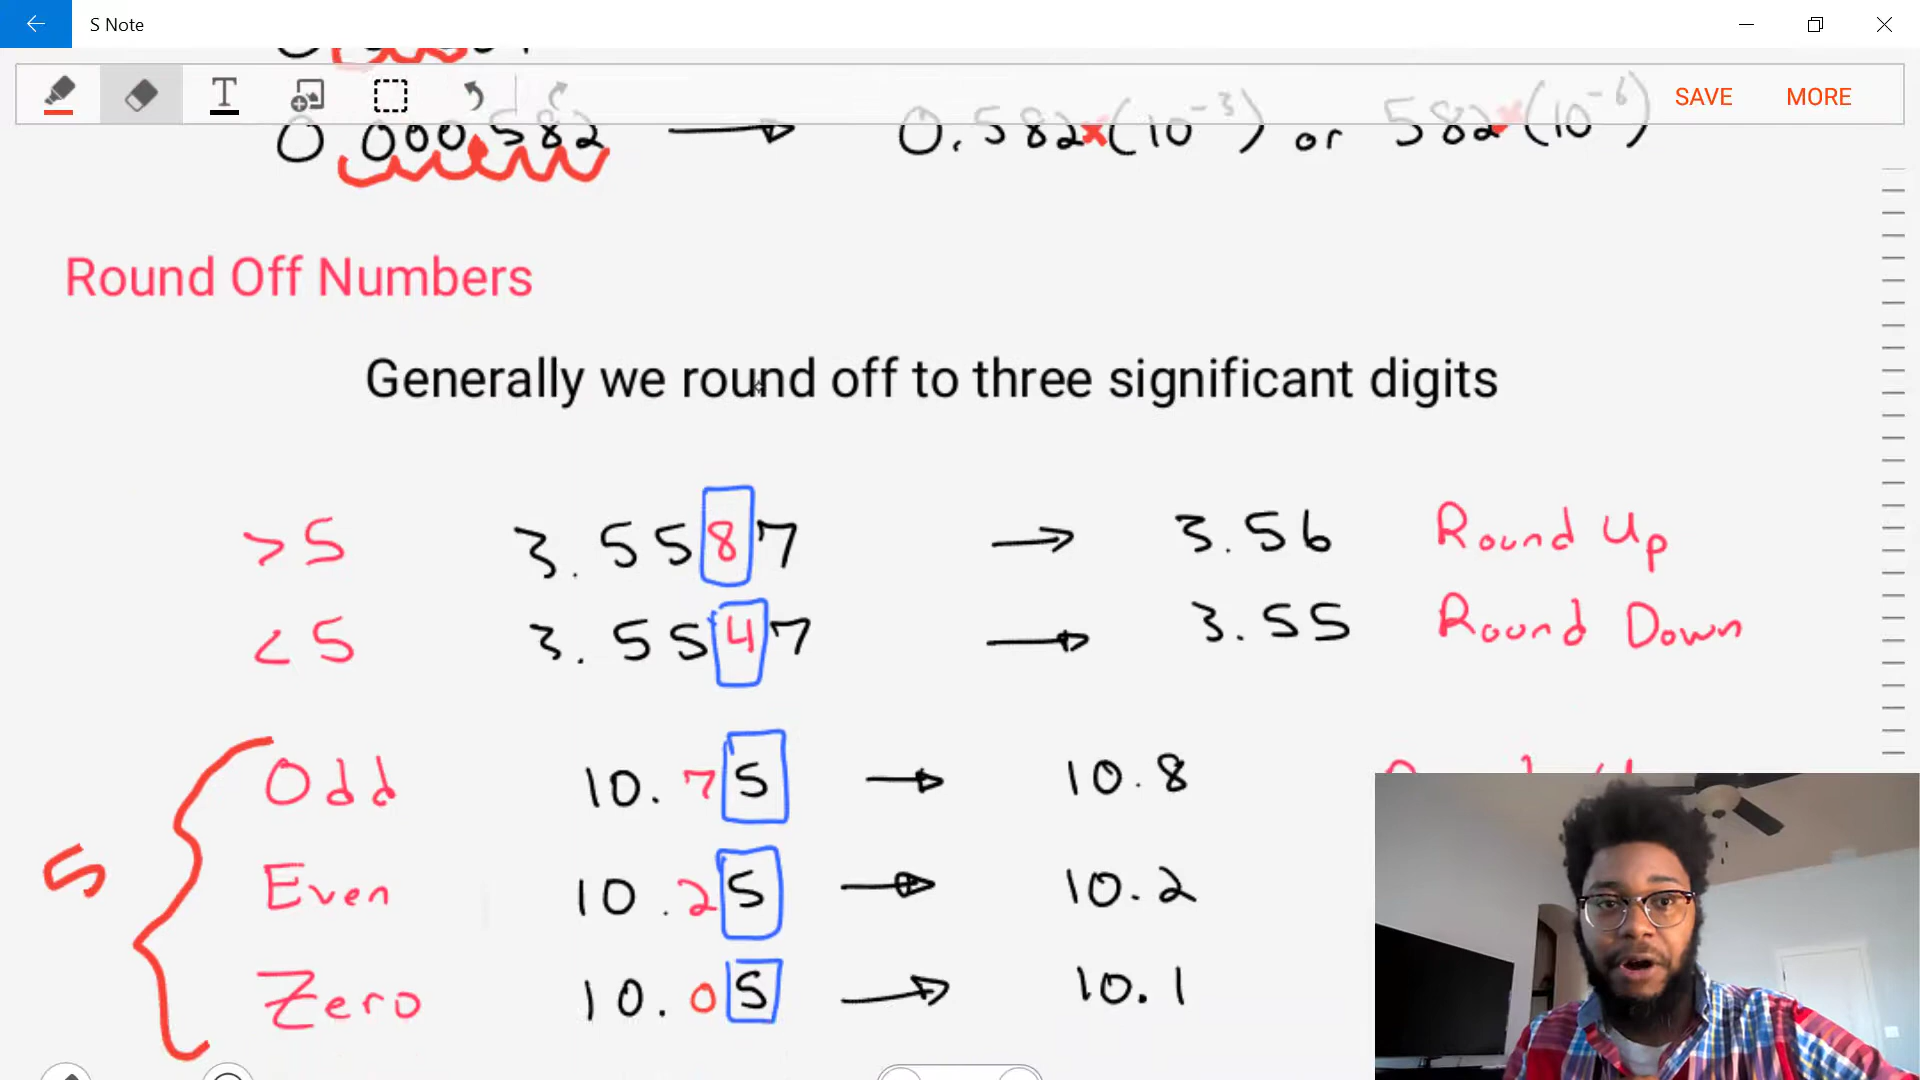 S Note
SAVE MORE
0 000 582 → 0.582×(10⁻³) or 582×(10⁻⁶)
Round Off Numbers
Generally we round off to three significant digits
>5 3.5587 → 3.56 Round Up
<5 3.5547 → 3.55 Round Down
5
Odd 10.75 → 10.8
Even 10.25 → 10.2
Zero 10.05 → 10.1